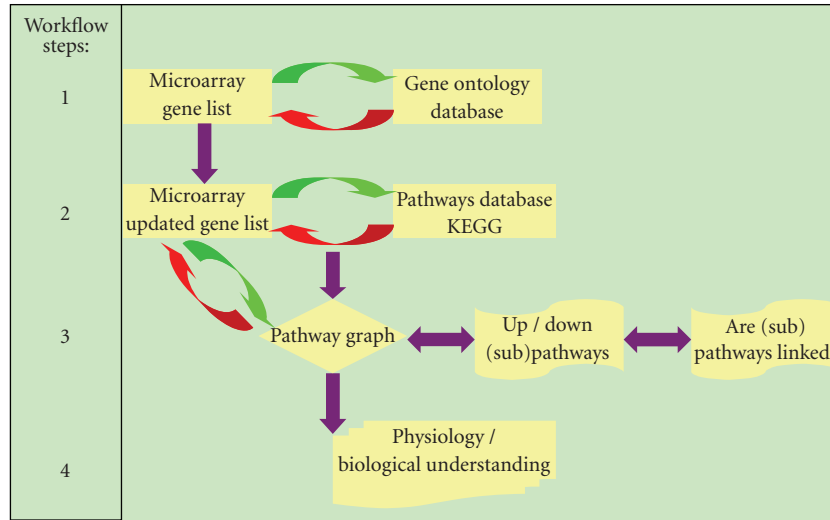 Workflow
steps:
1
Microarray
gene list
Gene ontology
database
2
Microarray
updated gene list
Pathways database
KEGG
3
Pathway graph
Up / down
(sub)pathways
Are (sub)
pathways linked
4
Physiology /
biological understanding